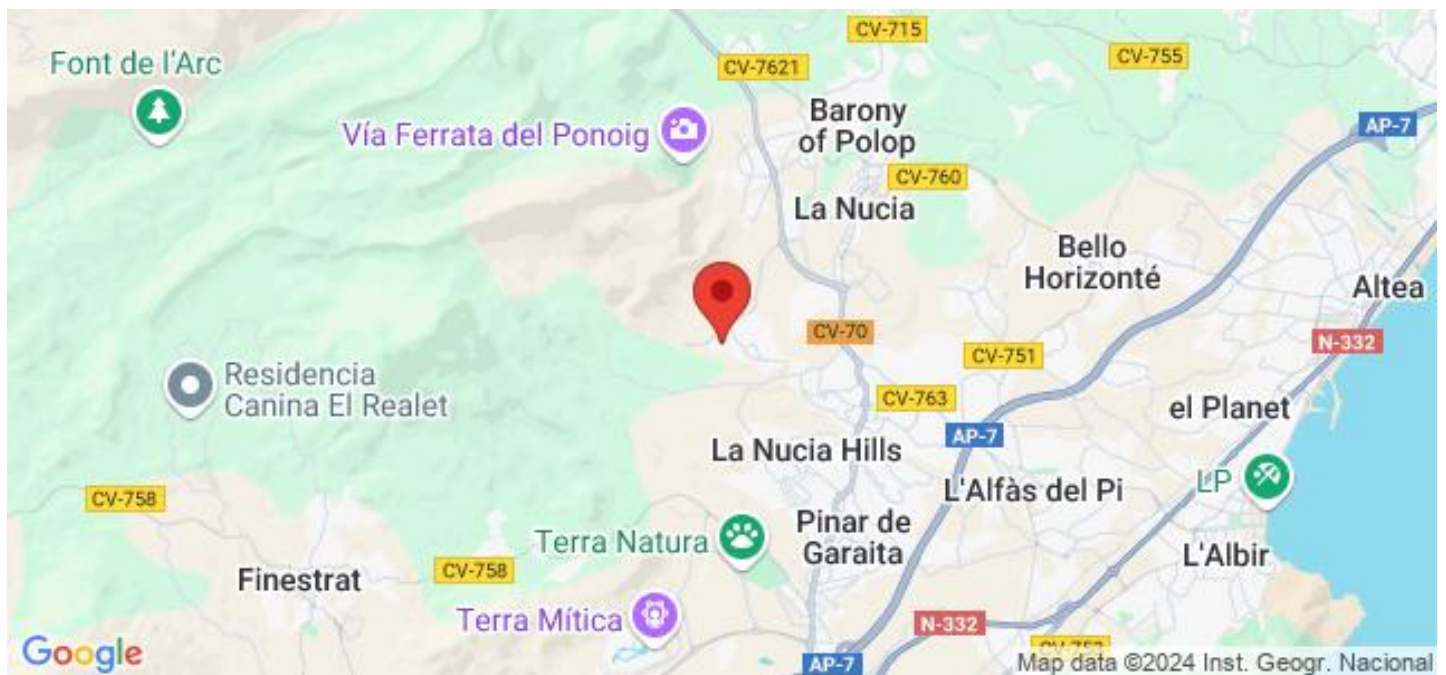 CV-715
Font de l'Arc
CV-7621
CV-755
Vía Ferrata del Ponoig
Barony
of Polop
AP-7
CV-760
La Nucia
Bello
Horizonté
Altea
CV-70
N-332
CV-751
Residencia
Canina El Realet
CV-763
el Planet
AP-7
La Nucia Hills
LP
CV-758
L'Alfàs del Pi
Terra Natura
Pinar de
Garaita
L'Albir
Finestrat
CV-758
Terra Mítica
N-332
CV-753
Google
AP-7
Map data ©2024 Inst. Geogr. Nacional